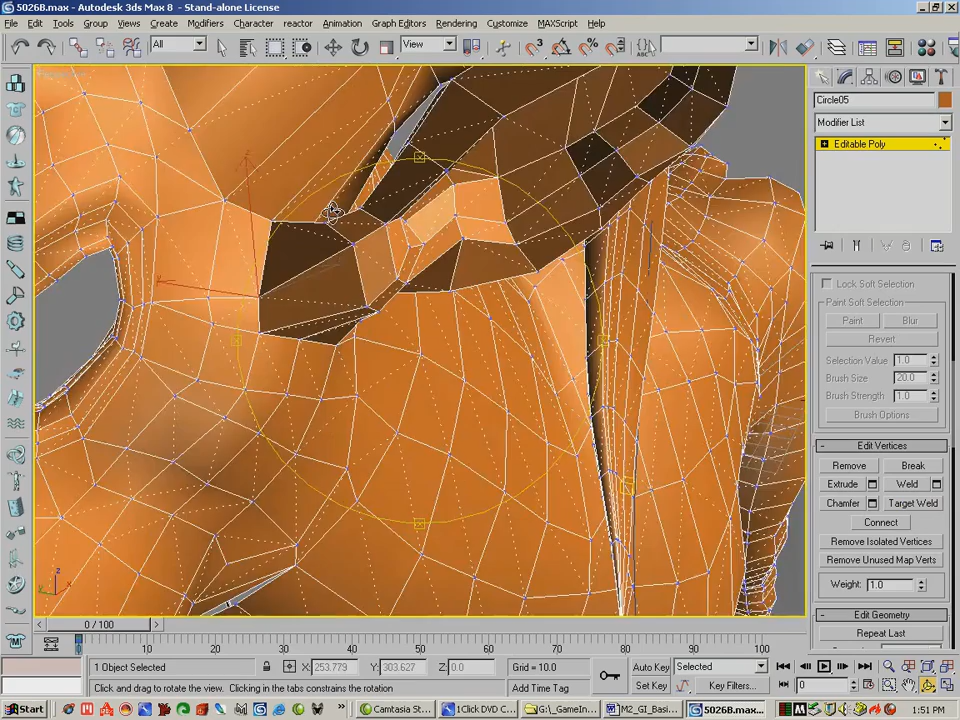 5026B.max - Autodesk 3ds Max 8 - Stand-alone License
File Edit Tools Group Views Create Modifiers Character reactor Animation Graph Editors Rendering Customize MAXScript Help
All View
Circle05
Modifier List
Editable Poly
Lock Soft Selection
Paint Soft Selection
Paint Blur
Revert
Selection Value 1.0
Brush Size 20.0
Brush Strength 1.0
Brush Options
- Edit Vertices
Remove Break
Extrude Weld
Chamfer Target Weld
Connect
Remove Isolated Vertices
Remove Unused Map Verts
Weight: 1.0
- Edit Geometry
Repeat Last
z
x
0 / 100
10 20 30 40 50 60 70 80 90 100
1 Object Selected X: 253.779 Y: 303.627 Z: 0.0 Grid = 10.0 Auto Key Selected
Click and drag to rotate the view. Clicking in the tabs constrains the rotation Add Time Tag Set Key Key Filters... 0
Start Camtasia St... 1Click DVD C... G:\_GameIn... M2_GI_Basi... 5026B.max ... 1:51 PM